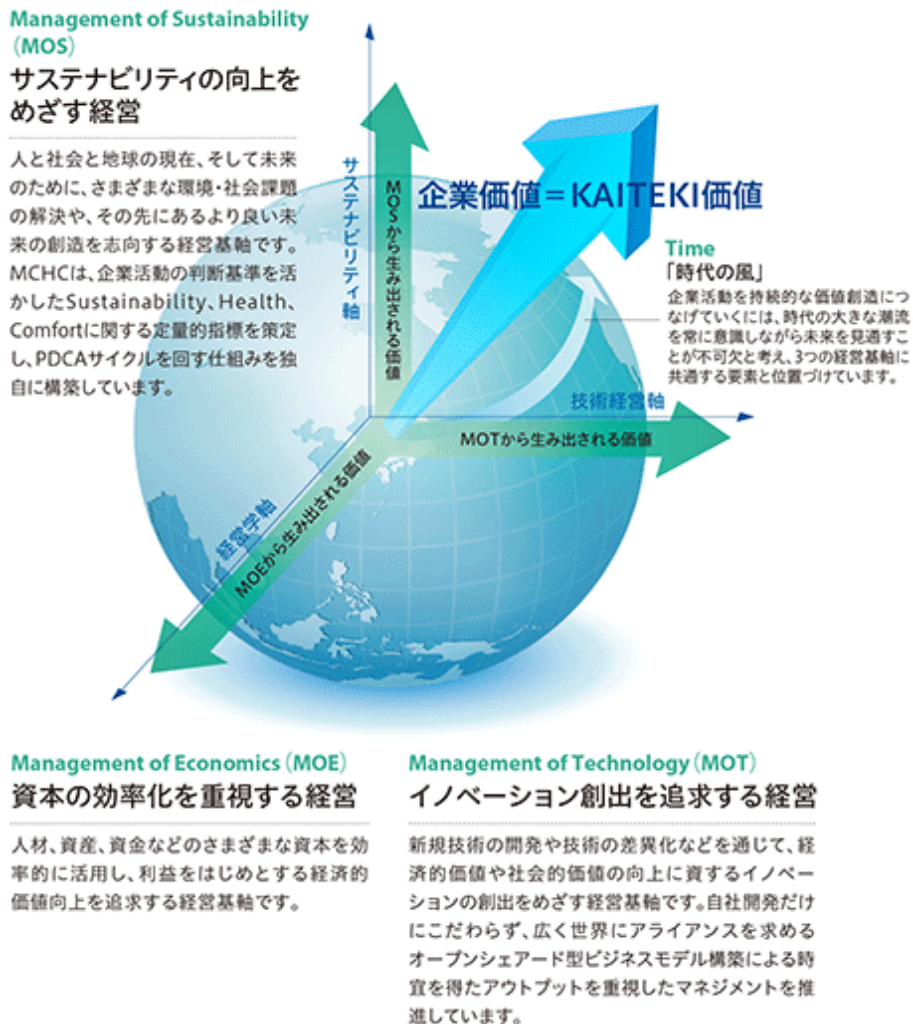 Management of Sustainability
（MOS）
サステナビリティの向上を
めざす経営
人と社会と地球の現在、そして未来
のために、さまざまな環境・社会課題
の解決や、その先にあるより良い未
来の創造を志向する経営基軸です。
MCHCは、企業活動の判断基準を活
かしたSustainability、Health、
Comfortに関する定量的指標を策定
し、PDCAサイクルを回す仕組みを独
自に構築しています。
サステナビリティ軸
MOSから生み出される価値
企業価値＝KAITEKI価値
Time
「時代の風」
企業活動を持続的な価値創造につ
なげていくには、時代の大きな潮流
を常に意識しながら未来を見通すこ
とが不可欠と考え、3つの経営基軸に
共通する要素と位置づけています。
技術経営軸
MOTから生み出される価値
経営学軸
MOEから生み出される価値
Management of Economics（MOE）
資本の効率化を重視する経営
人材、資産、資金などのさまざまな資本を効
率的に活用し、利益をはじめとする経済的
価値向上を追求する経営基軸です。
Management of Technology（MOT）
イノベーション創出を追求する経営
新規技術の開発や技術の差異化などを通じて、経
済的価値や社会的価値の向上に資するイノベー
ションの創出をめざす経営基軸です。自社開発だけ
にこだわらず、広く世界にアライアンスを求める
オープンシェアード型ビジネスモデル構築による時
宜を得たアウトプットを重視したマネジメントを推
進しています。